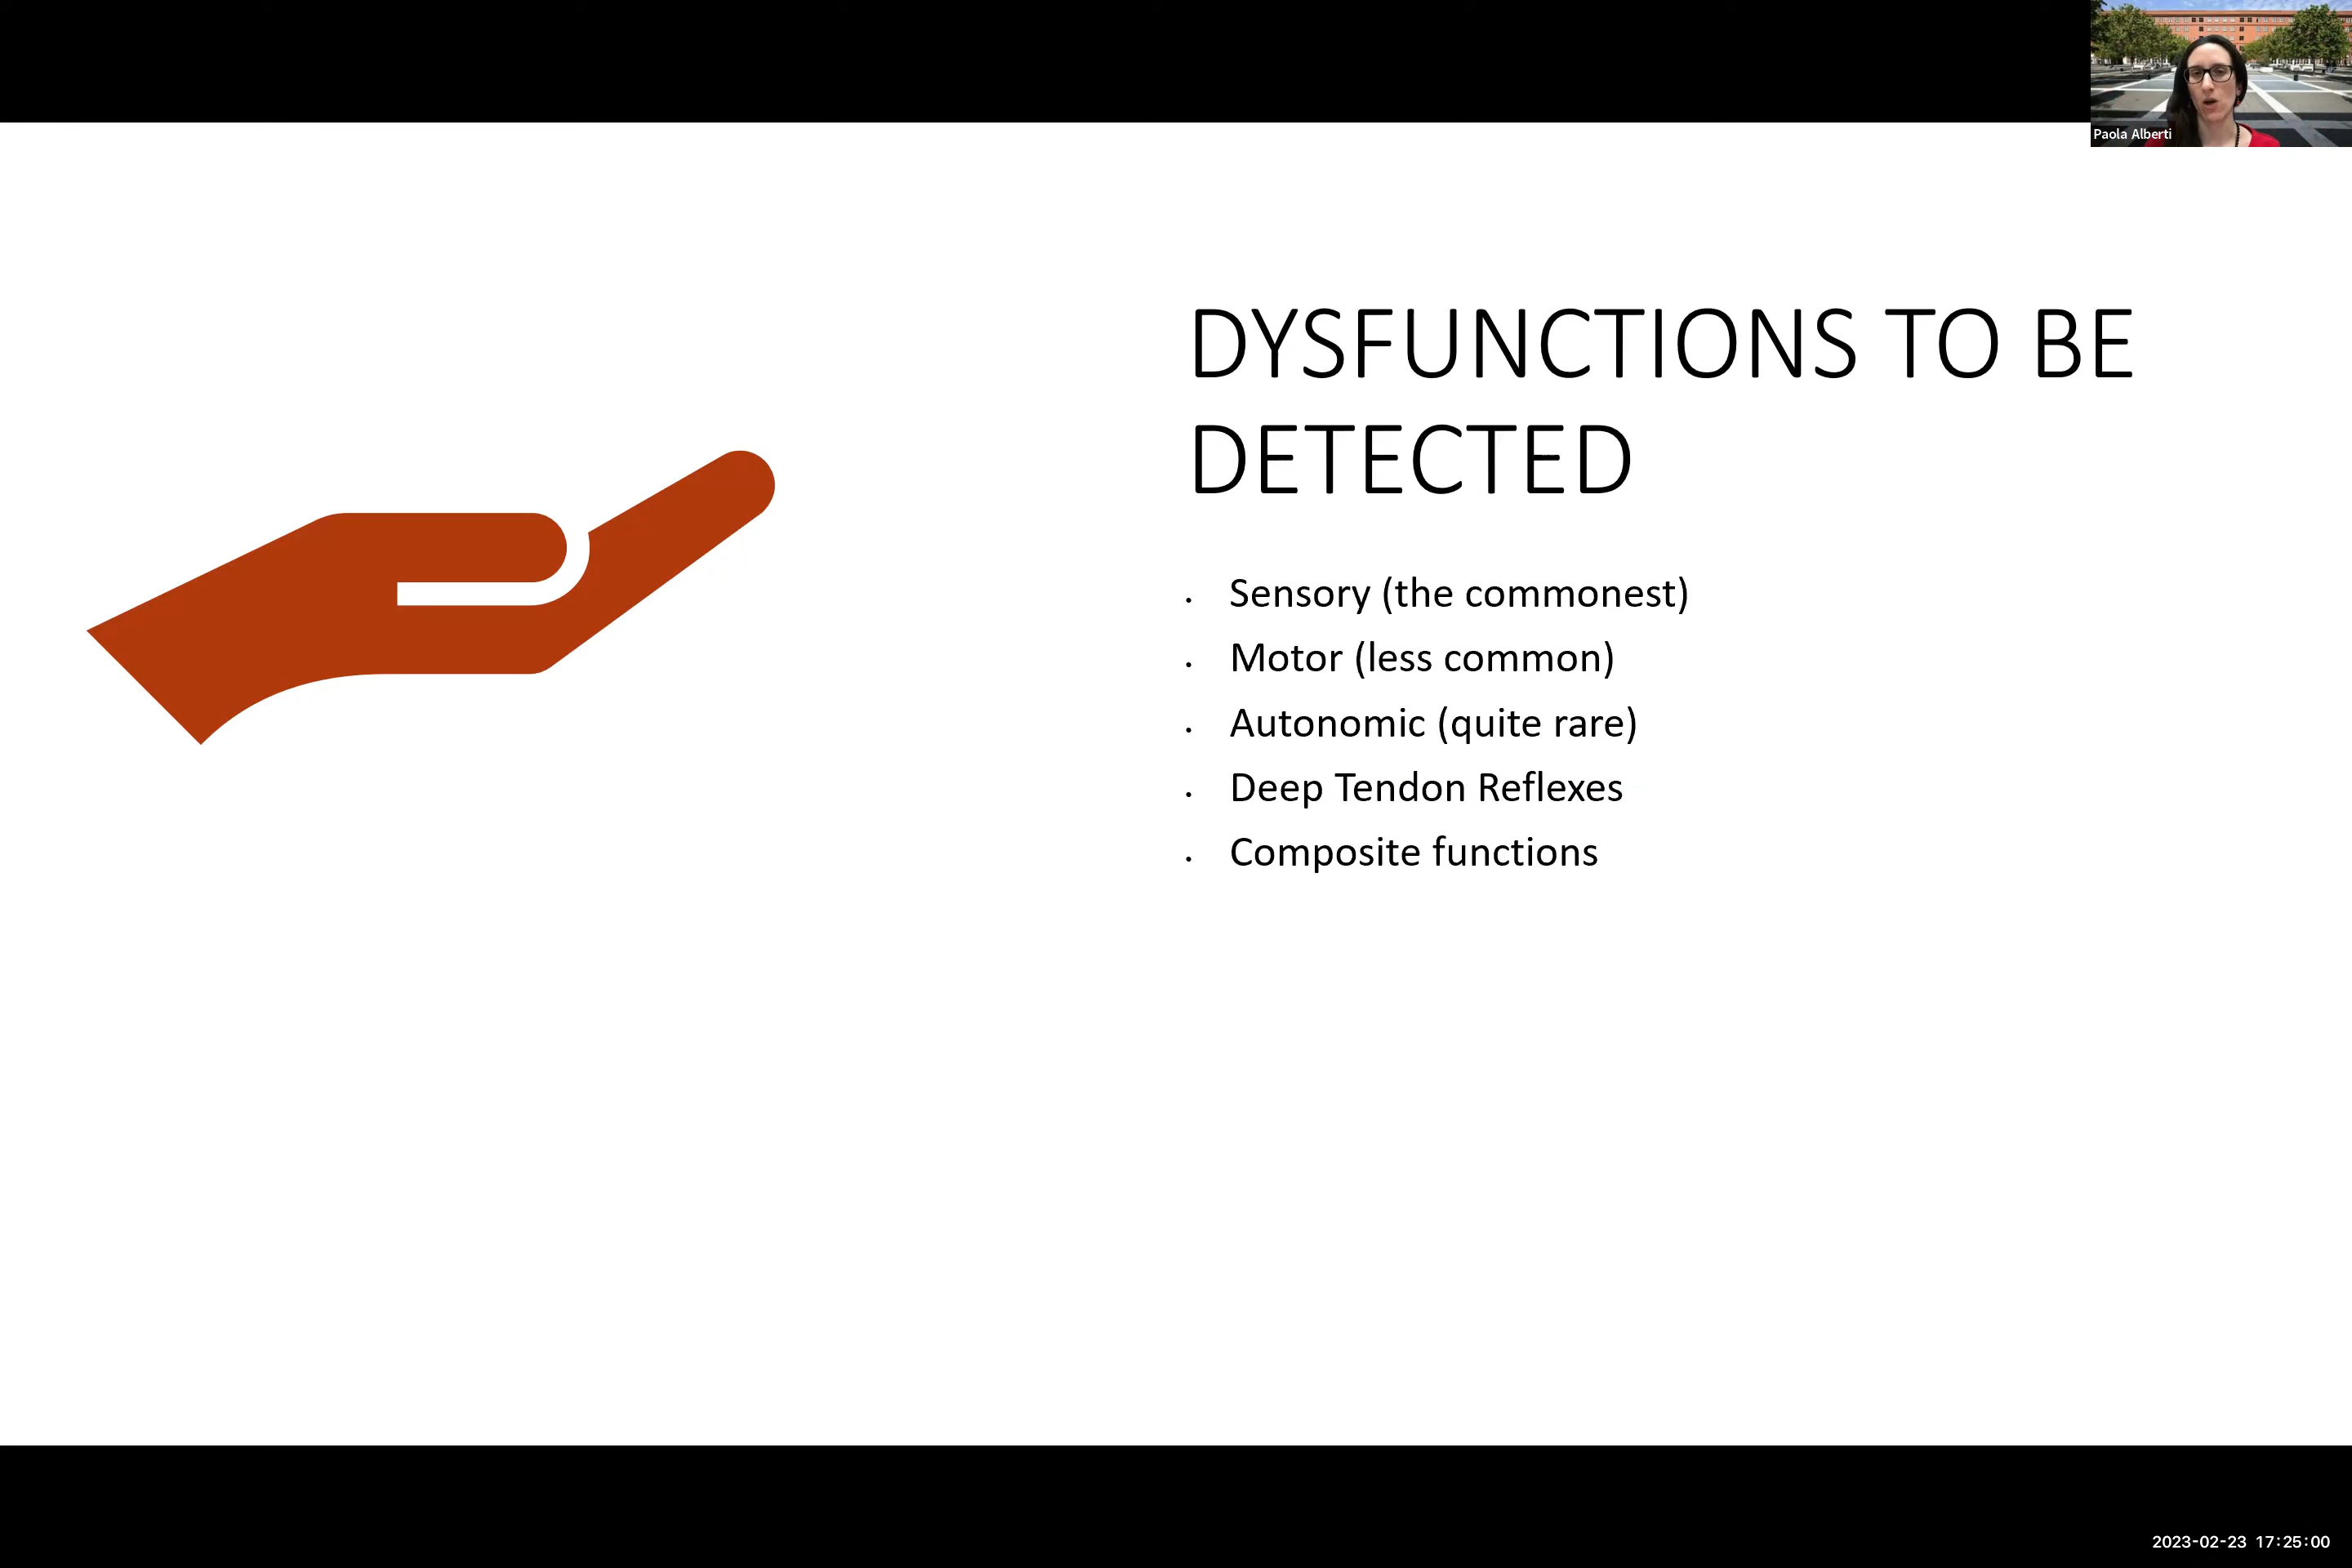 Paola Alberti
DYSFUNCTIONS TO BE
DETECTED
• Sensory (the commonest)
• Motor (less common)
• Autonomic (quite rare)
• Deep Tendon Reflexes
• Composite functions
2023-02-23 17:25:00